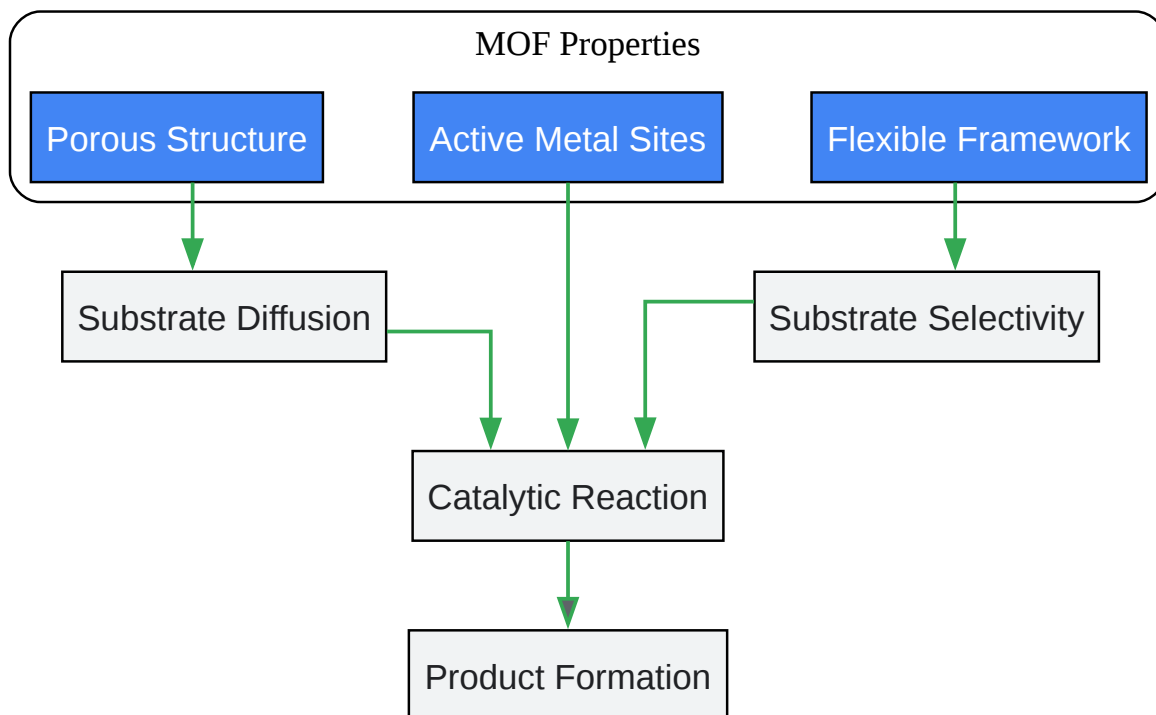 MOF Properties
Porous Structure
Active Metal Sites
Flexible Framework
Substrate Diffusion
Substrate Selectivity
Catalytic Reaction
Product Formation